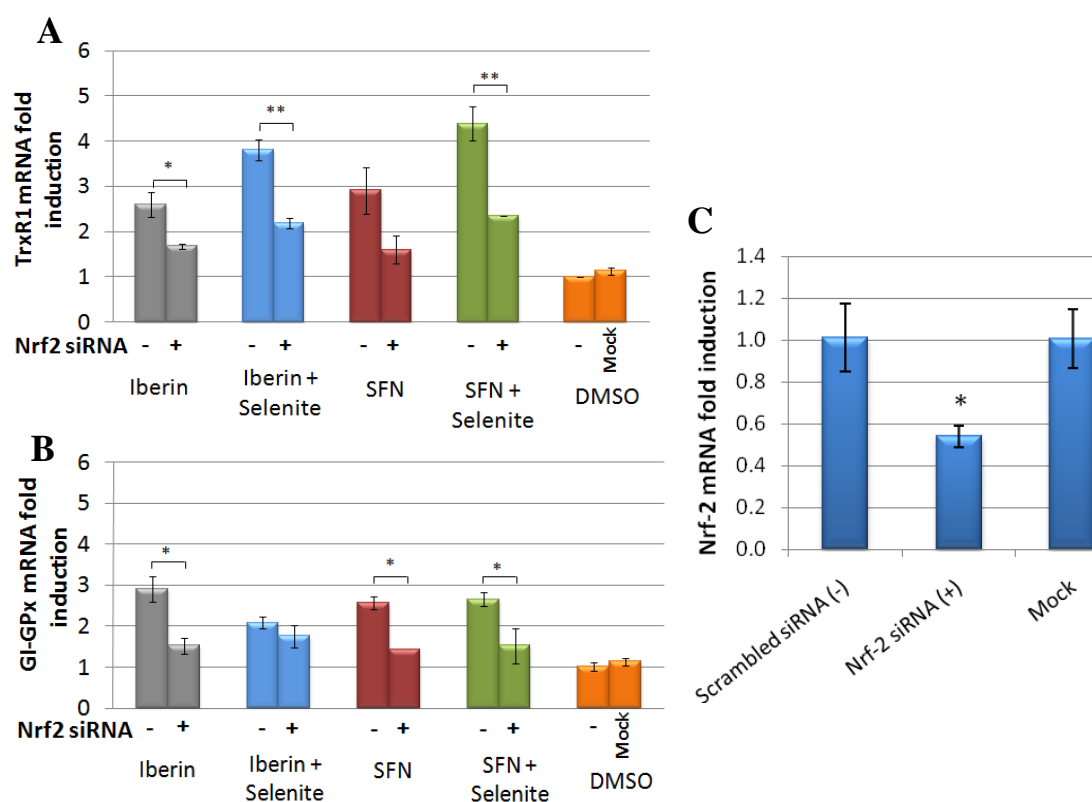 A
TrxR1 mRNA fold
induction
6
5
4
3
2
1
0
*
**
**
Nrf2 siRNA - + - + - + - + - Mock
Iberin
Iberin +
Selenite
SFN
SFN +
Selenite
DMSO
B
GI-GPx mRNA fold
induction
6
5
4
3
2
1
0
*
*
*
Nrf2 siRNA - + - + - + - + - Mock
Iberin
Iberin +
Selenite
SFN
SFN +
Selenite
DMSO
C
Nrf-2 mRNA fold induction
1.4
1.2
1.0
0.8
0.6
0.4
0.2
0.0
*
Scrambled siRNA (-)
Nrf-2 siRNA (+)
Mock